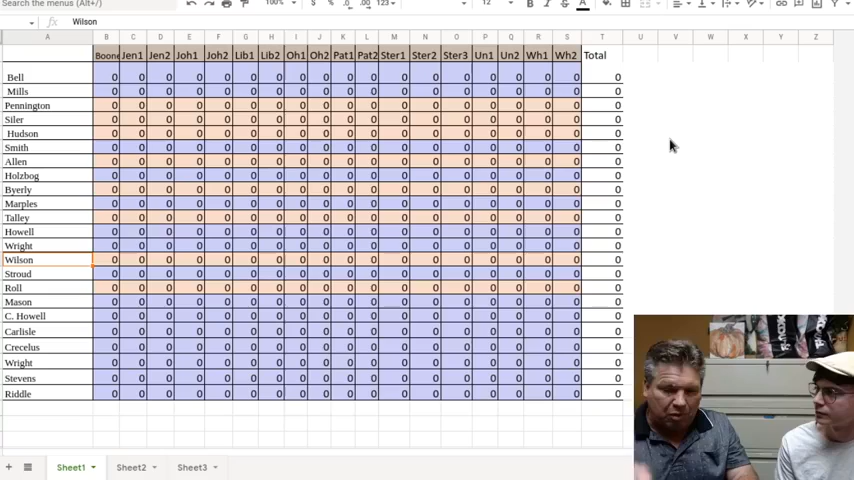 Search the menus (Alt+/) 100% $ % .0 .00 123 12
fx Wilson
A B C D E F G H I J K L M N O P Q R S T U V W X Y Z
Boone Jen1 Jen2 Joh1 Joh2 Lib1 Lib2 Oh1 Oh2 Pat1 Pat2 Ster1 Ster2 Ster3 Un1 Un2 Wh1 Wh2 Total
Bell 0 0 0 0 0 0 0 0 0 0 0 0 0 0 0 0 0 0 0
Mills 0 0 0 0 0 0 0 0 0 0 0 0 0 0 0 0 0 0 0
Pennington 0 0 0 0 0 0 0 0 0 0 0 0 0 0 0 0 0 0 0
Siler 0 0 0 0 0 0 0 0 0 0 0 0 0 0 0 0 0 0 0
Hudson 0 0 0 0 0 0 0 0 0 0 0 0 0 0 0 0 0 0 0
Smith 0 0 0 0 0 0 0 0 0 0 0 0 0 0 0 0 0 0 0
Allen 0 0 0 0 0 0 0 0 0 0 0 0 0 0 0 0 0 0 0
Holzbog 0 0 0 0 0 0 0 0 0 0 0 0 0 0 0 0 0 0 0
Byerly 0 0 0 0 0 0 0 0 0 0 0 0 0 0 0 0 0 0 0
Marples 0 0 0 0 0 0 0 0 0 0 0 0 0 0 0 0 0 0 0
Talley 0 0 0 0 0 0 0 0 0 0 0 0 0 0 0 0 0 0 0
Howell 0 0 0 0 0 0 0 0 0 0 0 0 0 0 0 0 0 0 0
Wright 0 0 0 0 0 0 0 0 0 0 0 0 0 0 0 0 0 0 0
Wilson 0 0 0 0 0 0 0 0 0 0 0 0 0 0 0 0 0 0 0
Stroud 0 0 0 0 0 0 0 0 0 0 0 0 0 0 0 0 0 0 0
Roll 0 0 0 0 0 0 0 0 0 0 0 0 0 0 0 0 0 0 0
Mason 0 0 0 0 0 0 0 0 0 0 0 0 0 0 0 0 0 0 0
C. Howell 0 0 0 0 0 0 0 0 0 0 0 0 0 0 0 0 0 0 0
Carlisle 0 0 0 0 0 0 0 0 0 0 0 0 0 0 0 0 0 0 0
Crecelus 0 0 0 0 0 0 0 0 0 0 0 0 0 0 0 0 0 0 0
Wright 0 0 0 0 0 0 0 0 0 0 0 0 0 0 0 0 0 0 0
Stevens 0 0 0 0 0 0 0 0 0 0 0 0 0 0 0 0 0 0 0
Riddle 0 0 0 0 0 0 0 0 0 0 0 0 0 0 0 0 0 0 0
Sheet1 Sheet2 Sheet3